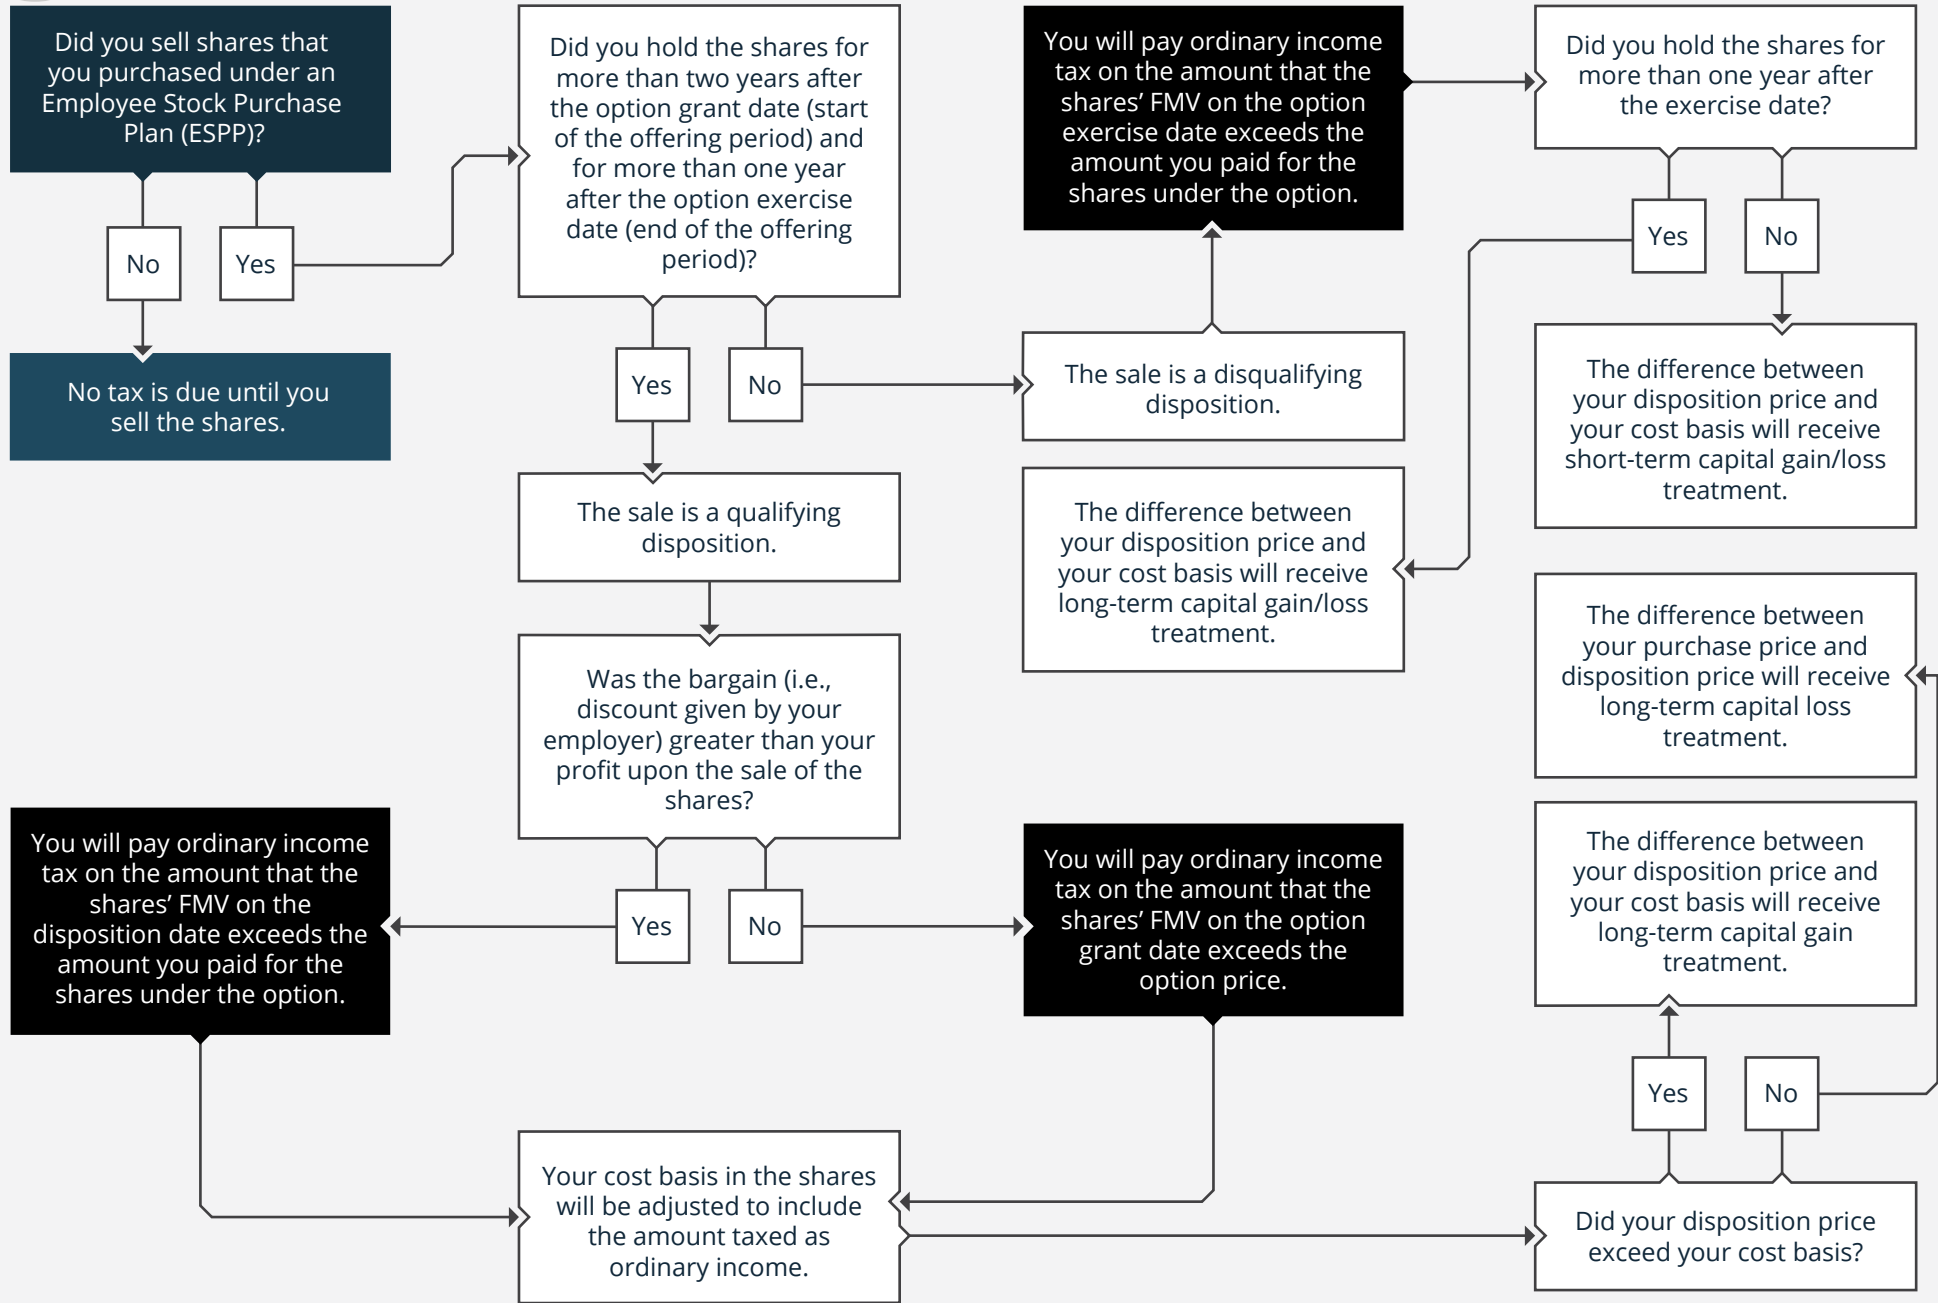 Did you sell shares that
you purchased under an
Employee Stock Purchase
Plan (ESPP)?
No
Yes
No tax is due until you
sell the shares.
Did you hold the shares for
more than two years after
the option grant date (start
of the offering period) and
for more than one year
after the option exercise
date (end of the offering
period)?
Yes
No
The sale is a qualifying
disposition.
Was the bargain (i.e.,
discount given by your
employer) greater than your
profit upon the sale of the
shares?
Yes
No
You will pay ordinary income
tax on the amount that the
shares’ FMV on the
disposition date exceeds the
amount you paid for the
shares under the option.
Your cost basis in the shares
will be adjusted to include
the amount taxed as
ordinary income.
You will pay ordinary income
tax on the amount that the
shares’ FMV on the option
exercise date exceeds the
amount you paid for the
shares under the option.
The sale is a disqualifying
disposition.
The difference between
your disposition price and
your cost basis will receive
long-term capital gain/loss
treatment.
You will pay ordinary income
tax on the amount that the
shares’ FMV on the option
grant date exceeds the
option price.
Did you hold the shares for
more than one year after
the exercise date?
Yes
No
The difference between
your disposition price and
your cost basis will receive
short-term capital gain/loss
treatment.
The difference between
your purchase price and
disposition price will receive
long-term capital loss
treatment.
The difference between
your disposition price and
your cost basis will receive
long-term capital gain
treatment.
Yes
No
Did your disposition price
exceed your cost basis?